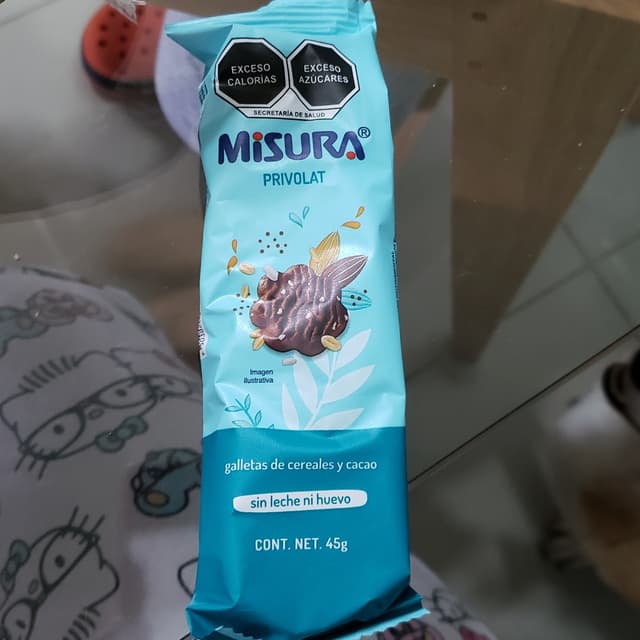 EXCESO
CALORÍAS
EXCESO
AZÚCARES
SECRETARÍA DE SALUD
MiSURA®
PRIVOLAT
Imagen
ilustrativa
galletas de cereales y cacao
sin leche ni huevo
CONT. NET. 45g